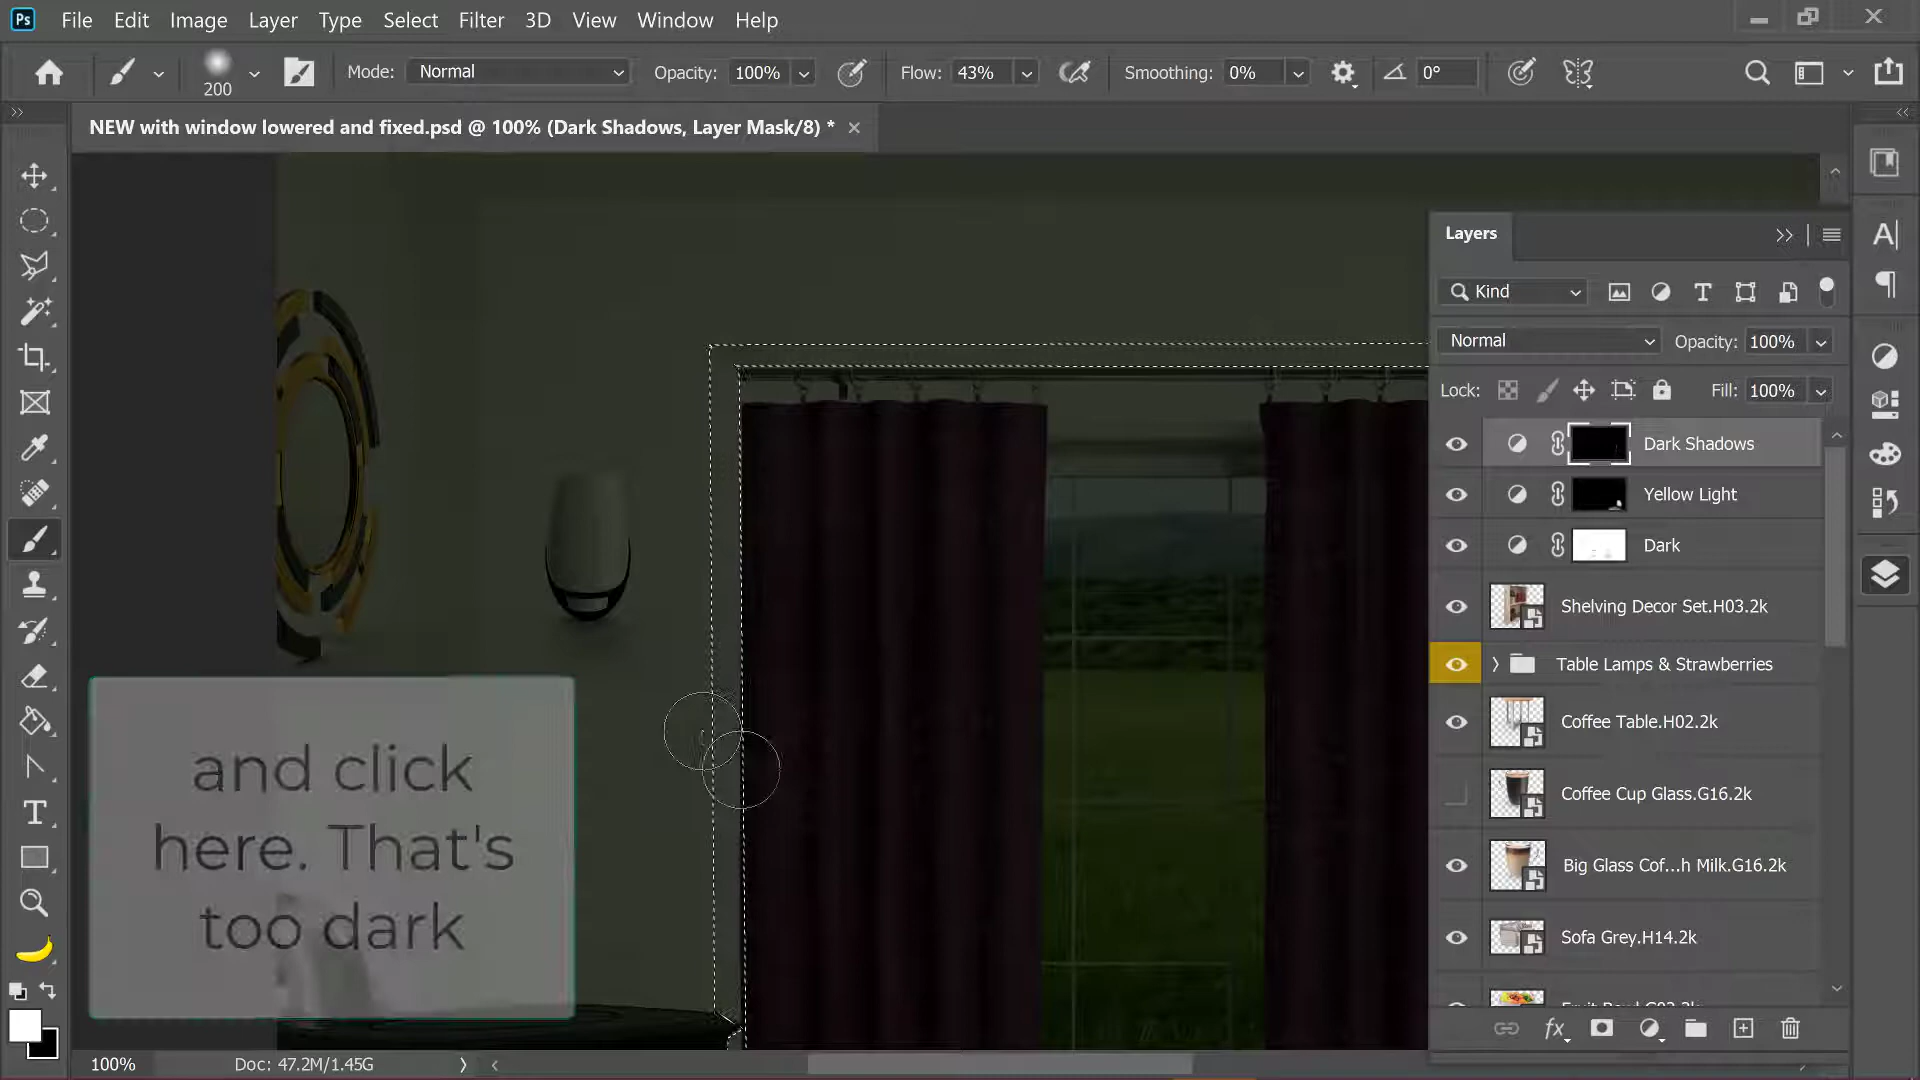 Ps File Edit Image Layer Type Select Filter 3D View Window Help
200 Mode: Normal Opacity: 100% Flow: 43% Smoothing: 0% 0°
NEW with window lowered and fixed.psd @ 100% (Dark Shadows, Layer Mask/8) *
Layers
Kind
Normal Opacity: 100%
Lock: Fill: 100%
Dark Shadows
Yellow Light
Dark
Shelving Decor Set.H03.2k
Table Lamps & Strawberries
Coffee Table.H02.2k
Coffee Cup Glass.G16.2k
Big Glass Cof...h Milk.G16.2k
Sofa Grey.H14.2k
and click
here. That's
too dark
100% Doc: 47.2M/1.45G